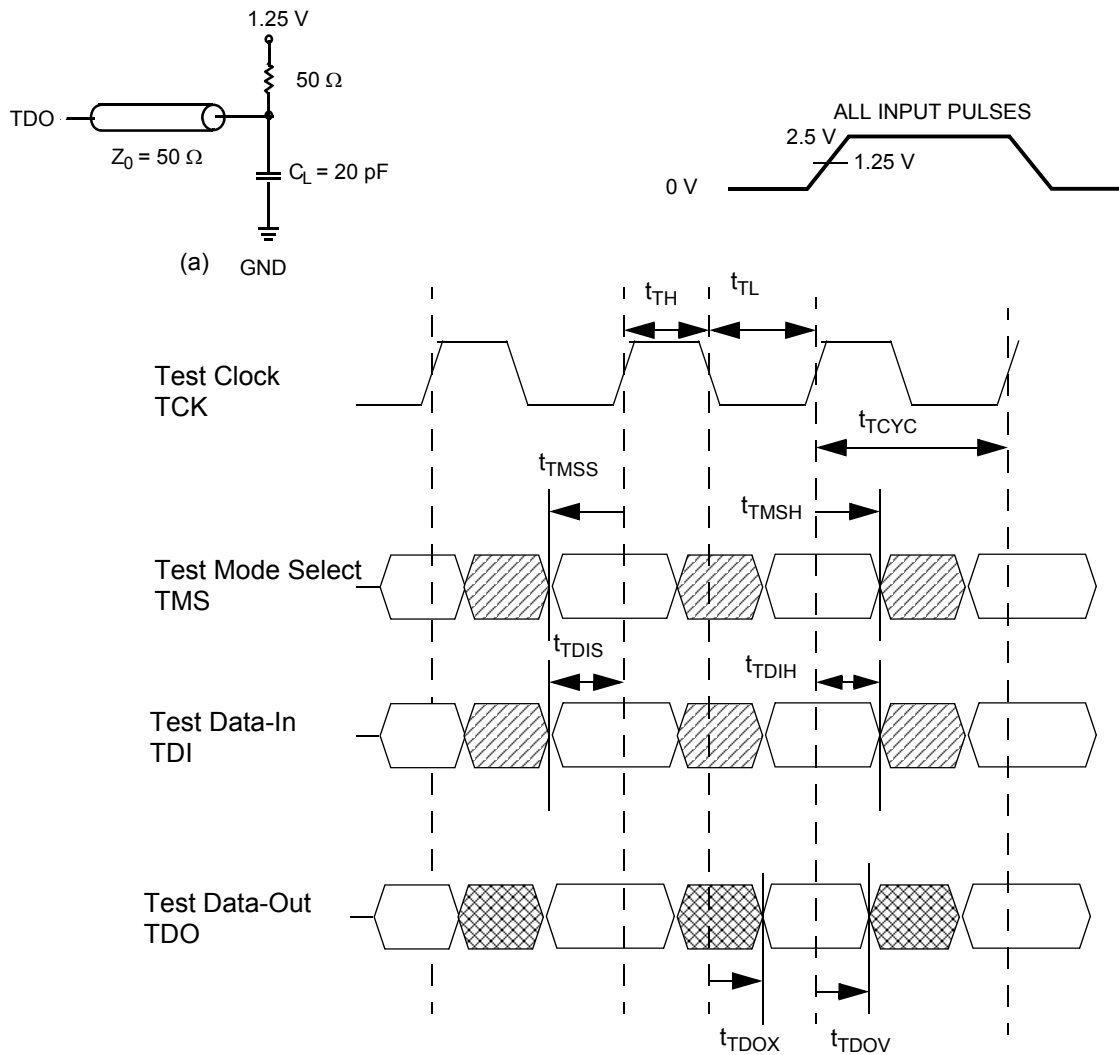 1.25 V
50 Ω
TDO
Z0 = 50 Ω
CL = 20 pF
(a) GND
ALL INPUT PULSES
2.5 V
1.25 V
0 V
tTH
tTL
Test Clock
TCK
tTCYC
tTMSS
tTMSH
Test Mode Select
TMS
tTDIS
tTDIH
Test Data-In
TDI
Test Data-Out
TDO
tTDOX
tTDOV